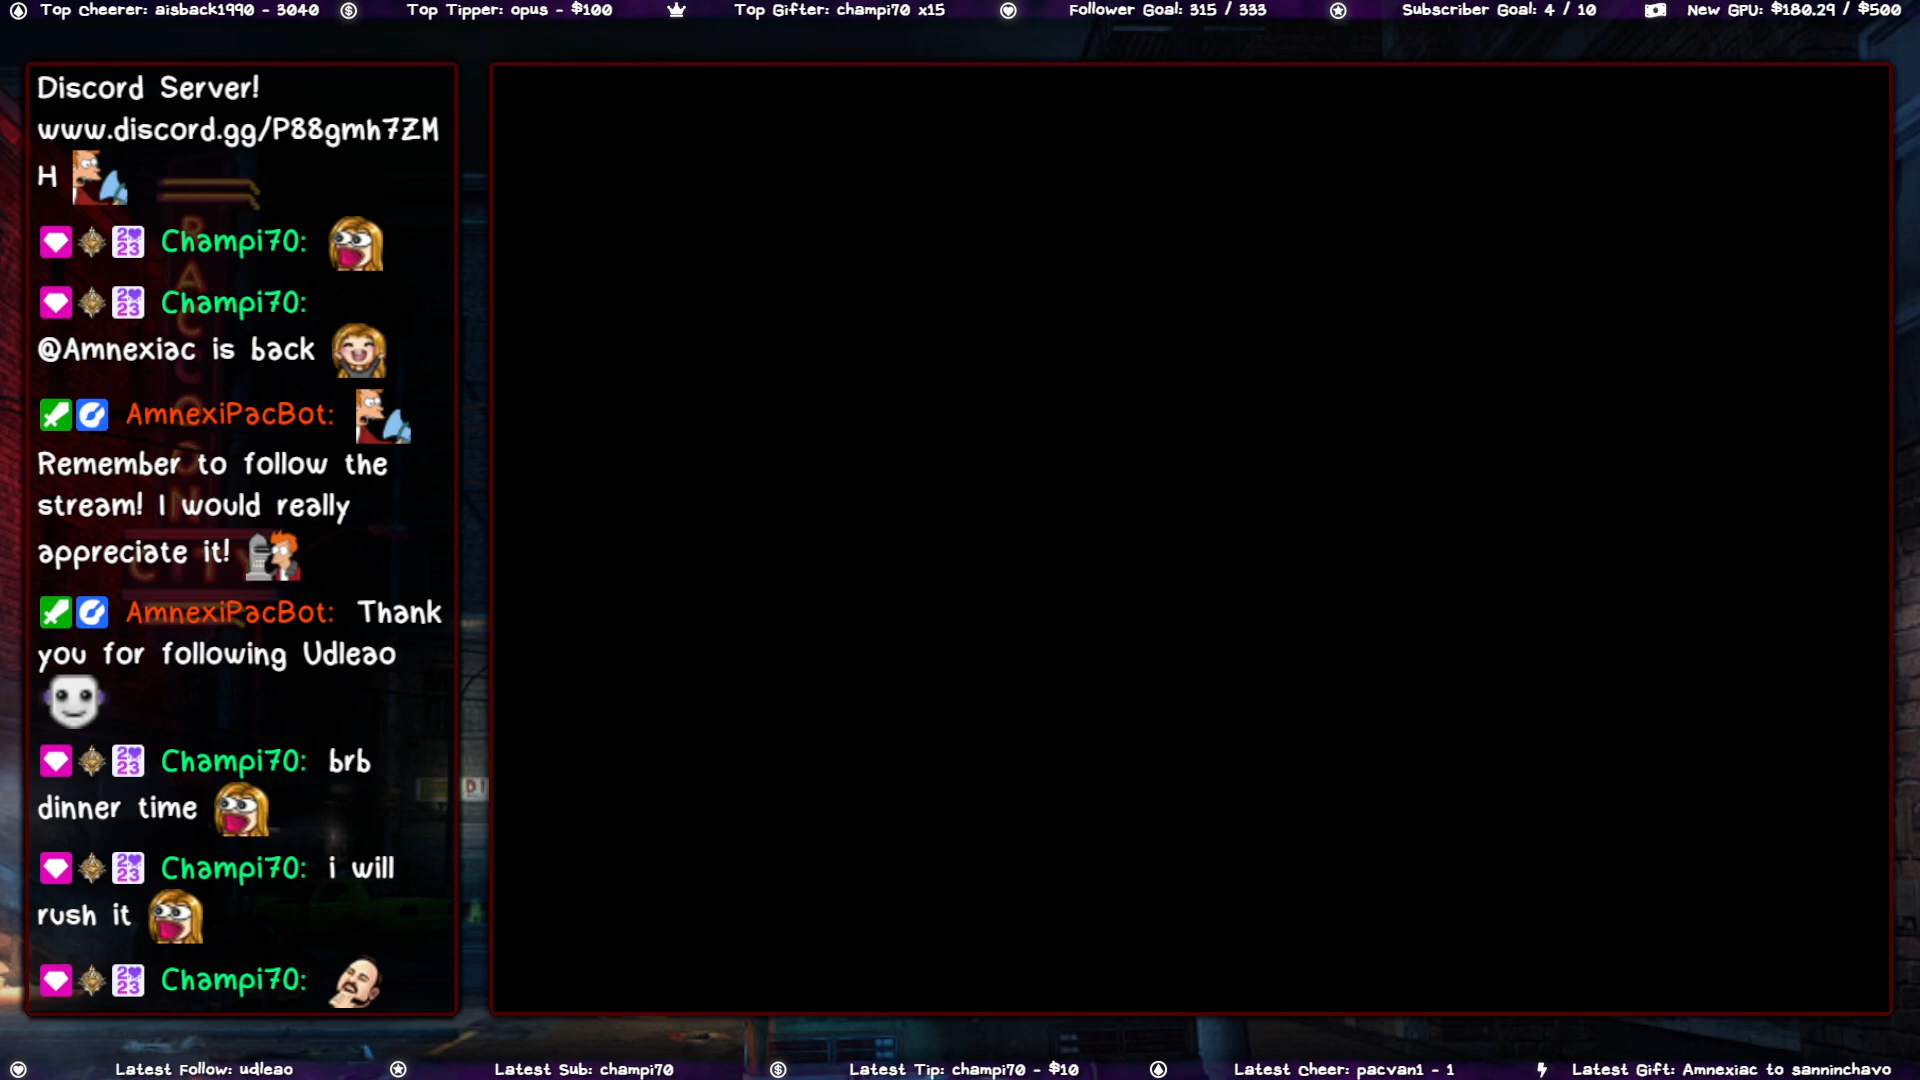 Top Cheerer: aisback1990 - 3040 Top Tipper: opus - $100 Top Gifter: champi70 x15 Follower Goal: 315 / 333 Subscriber Goal: 4 / 10 New GPU: $180.29 / $500
Discord Server!
www.discord.gg/P88gmh7ZM
H
Champi70:
Champi70:
@Amnexiac is back
AmnexiPacBot:
Remember to follow the
stream! I would really
appreciate it!
AmnexiPacBot: Thank
you for following Udleao
Champi70: brb
dinner time
Champi70: i will
rush it
Champi70:
RACCOON
CITY
Latest Follow: udleao Latest Sub: champi70 Latest Tip: champi70 - $10 Latest Cheer: pacvan1 - 1 Latest Gift: Amnexiac to sanninchavo